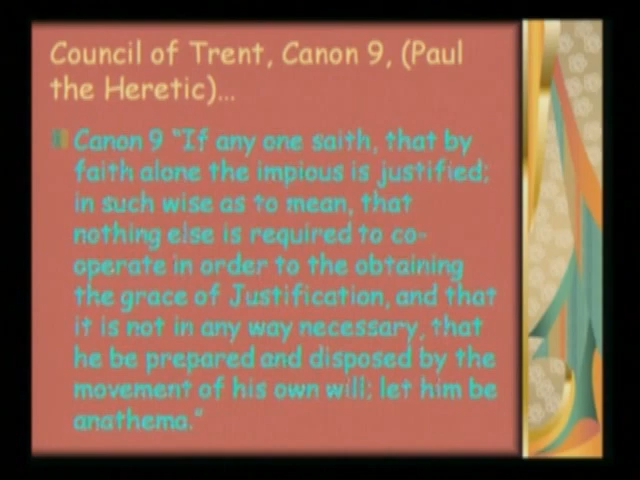 Council of Trent, Canon 9, (Paul
the Heretic)...
Canon 9 "If any one saith, that by
faith alone the impious is justified;
in such wise as to mean, that
nothing else is required to co-
operate in order to the obtaining
the grace of Justification, and that
it is not in any way necessary, that
he be prepared and disposed by the
movement of his own will; let him be
anathema."